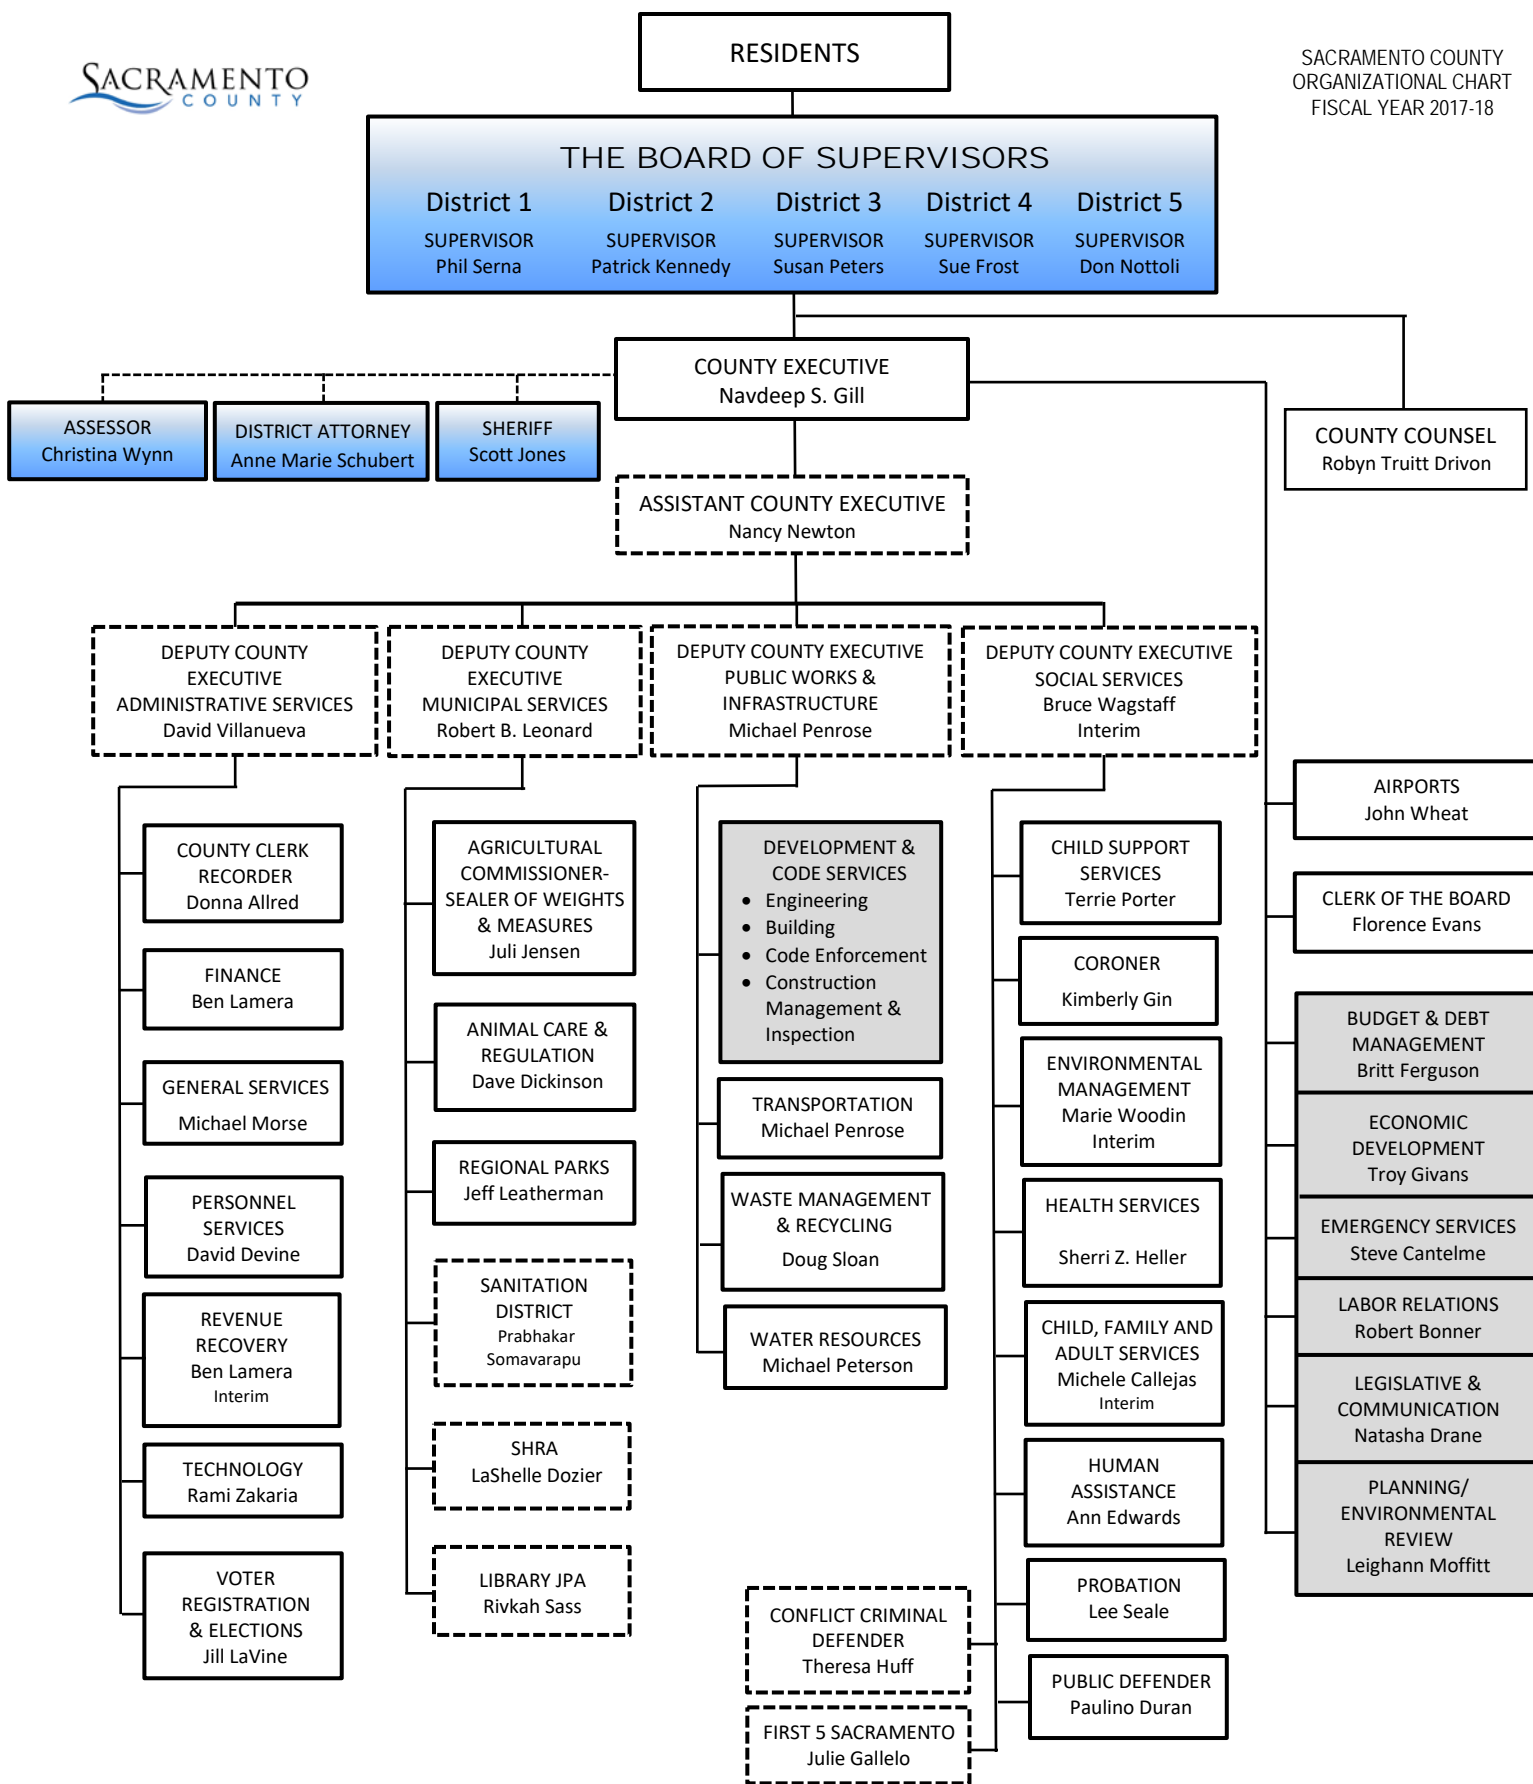 SACRAMENTO
COUNTY
RESIDENTS
SACRAMENTO COUNTY
ORGANIZATIONAL CHART
FISCAL YEAR 2017-18
THE BOARD OF SUPERVISORS
District 1
SUPERVISOR
Phil Serna
District 2
SUPERVISOR
Patrick Kennedy
District 3
SUPERVISOR
Susan Peters
District 4
SUPERVISOR
Sue Frost
District 5
SUPERVISOR
Don Nottoli
COUNTY EXECUTIVE
Navdeep S. Gill
ASSESSOR
Christina Wynn
DISTRICT ATTORNEY
Anne Marie Schubert
SHERIFF
Scott Jones
COUNTY COUNSEL
Robyn Truitt Drivon
ASSISTANT COUNTY EXECUTIVE
Nancy Newton
DEPUTY COUNTY
EXECUTIVE
ADMINISTRATIVE SERVICES
David Villanueva
DEPUTY COUNTY
EXECUTIVE
MUNICIPAL SERVICES
Robert B. Leonard
DEPUTY COUNTY EXECUTIVE
PUBLIC WORKS &
INFRASTRUCTURE
Michael Penrose
DEPUTY COUNTY EXECUTIVE
SOCIAL SERVICES
Bruce Wagstaff
Interim
COUNTY CLERK
RECORDER
Donna Allred
FINANCE
Ben Lamera
GENERAL SERVICES
Michael Morse
PERSONNEL
SERVICES
David Devine
REVENUE
RECOVERY
Ben Lamera
Interim
TECHNOLOGY
Rami Zakaria
VOTER
REGISTRATION
& ELECTIONS
Jill LaVine
AGRICULTURAL
COMMISSIONER-
SEALER OF WEIGHTS
& MEASURES
Juli Jensen
ANIMAL CARE &
REGULATION
Dave Dickinson
REGIONAL PARKS
Jeff Leatherman
SANITATION
DISTRICT
Prabhakar
Somavarapu
SHRA
LaShelle Dozier
LIBRARY JPA
Rivkah Sass
DEVELOPMENT &
CODE SERVICES
• Engineering
• Building
• Code Enforcement
• Construction
Management &
Inspection
TRANSPORTATION
Michael Penrose
WASTE MANAGEMENT
& RECYCLING
Doug Sloan
WATER RESOURCES
Michael Peterson
CHILD SUPPORT
SERVICES
Terrie Porter
CORONER
Kimberly Gin
ENVIRONMENTAL
MANAGEMENT
Marie Woodin
Interim
HEALTH SERVICES
Sherri Z. Heller
CHILD, FAMILY AND
ADULT SERVICES
Michele Callejas
Interim
HUMAN
ASSISTANCE
Ann Edwards
PROBATION
Lee Seale
CONFLICT CRIMINAL
DEFENDER
Theresa Huff
PUBLIC DEFENDER
Paulino Duran
FIRST 5 SACRAMENTO
Julie Gallelo
AIRPORTS
John Wheat
CLERK OF THE BOARD
Florence Evans
BUDGET & DEBT
MANAGEMENT
Britt Ferguson
ECONOMIC
DEVELOPMENT
Troy Givans
EMERGENCY SERVICES
Steve Cantelme
LABOR RELATIONS
Robert Bonner
LEGISLATIVE &
COMMUNICATION
Natasha Drane
PLANNING/
ENVIRONMENTAL
REVIEW
Leighann Moffitt